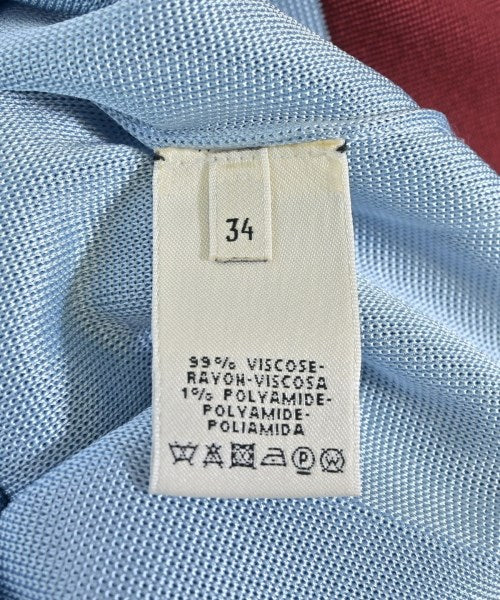 34
99% VISCOSE-
RAYON-VISCOSA
1% POLYAMIDE-
POLYAMIDE-
POLIAMIDA